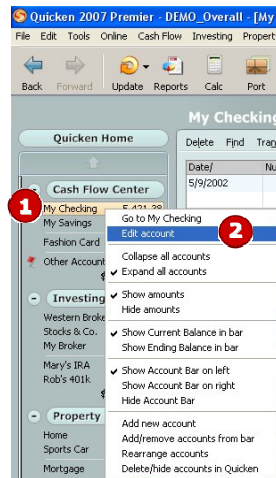 Quicken 2007 Premier - DEMO_Overall - [My
File Edit Tools Online Cash Flow Investing Property
Back Forward Update Reports Calc Port
My Checking
Quicken Home
Delete Find
Date/
5/9/2002
Cash Flow Center
1
My Checking
My Savings
Fashion Card
Other Account
$
Go to My Checking
Edit account
2
Collapse all accounts
Expand all accounts
Show amounts
Hide amounts
Show Current Balance in bar
Show Ending Balance in bar
Show Account Bar on left
Show Account Bar on right
Hide Account Bar
Add new account
Add/remove accounts from bar
Rearrange accounts
Delete/hide accounts in Quicken
Investing
Western Broke
Stocks & Co.
My Broker
Mary's IRA
Rob's 401k
$
Property
Home
Sports Car
Mortgage